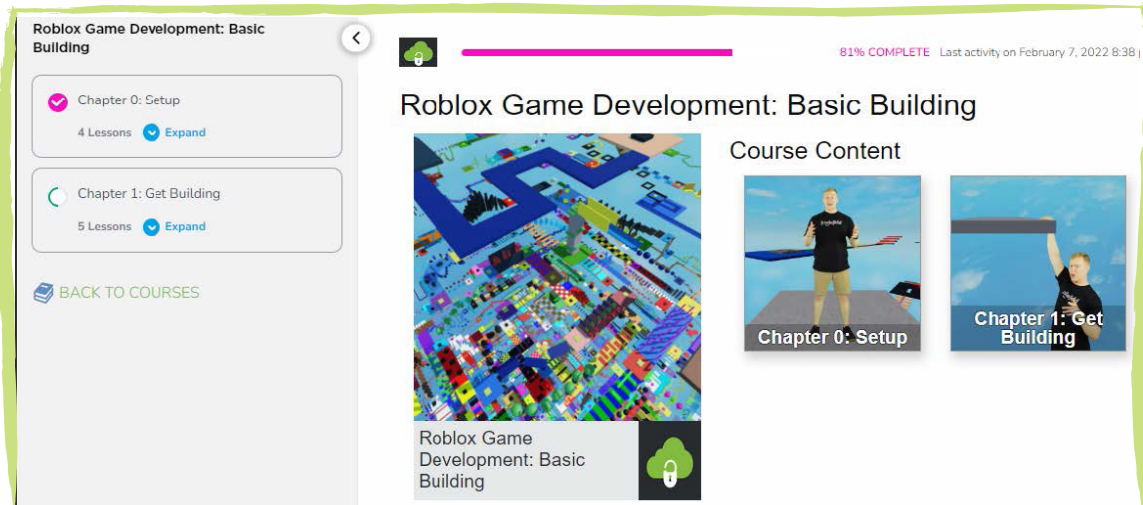 Roblox Game Development: Basic
Building
Chapter 0: Setup
4 Lessons Expand
Chapter 1: Get Building
5 Lessons Expand
BACK TO COURSES
81% COMPLETE Last activity on February 7, 2022 8:38
Roblox Game Development: Basic Building
Roblox Game
Development: Basic
Building
Course Content
Chapter 0: Setup
Chapter 1: Get
Building